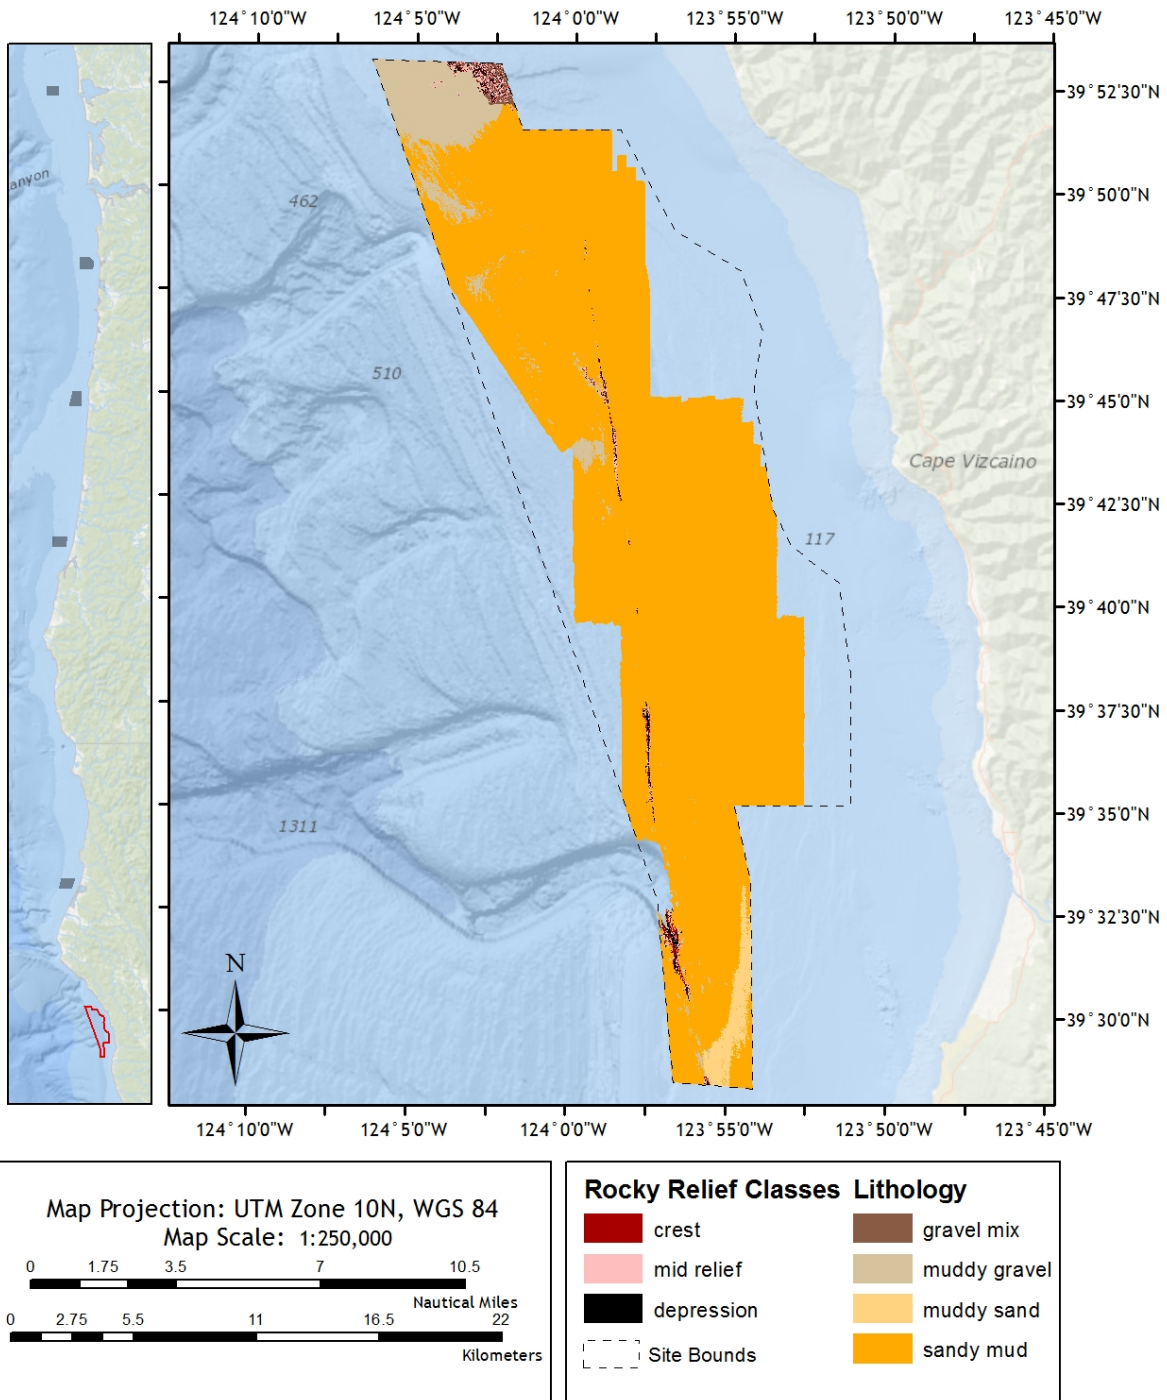 124°10'0"W 124°5'0"W 124°0'0"W 123°55'0"W 123°50'0"W 123°45'0"W
39°52'30"N
anyon
39°50'0"N
462
39°47'30"N
510
39°45'0"N
Cape Vizcaino
39°42'30"N
117
39°40'0"N
39°37'30"N
39°35'0"N
1311
39°32'30"N
N
39°30'0"N
124°10'0"W 124°5'0"W 124°0'0"W 123°55'0"W 123°50'0"W 123°45'0"W
Map Projection: UTM Zone 10N, WGS 84
Map Scale: 1:250,000
0 1.75 3.5 7 10.5
Nautical Miles
0 2.75 5.5 11 16.5 22
Kilometers
Rocky Relief Classes
crest
mid relief
depression
Site Bounds
Lithology
gravel mix
muddy gravel
muddy sand
sandy mud